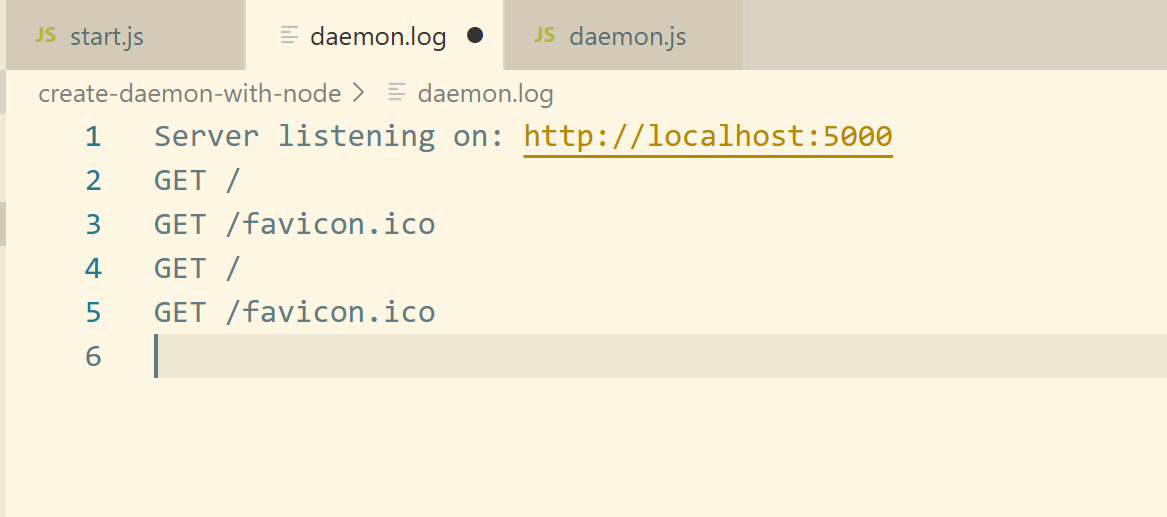 JS start.js daemon.log JS daemon.js
create-daemon-with-node daemon.log
1 Server listening on: http://localhost:5000
2 GET /
3 GET /favicon.ico
4 GET /
5 GET /favicon.ico
6